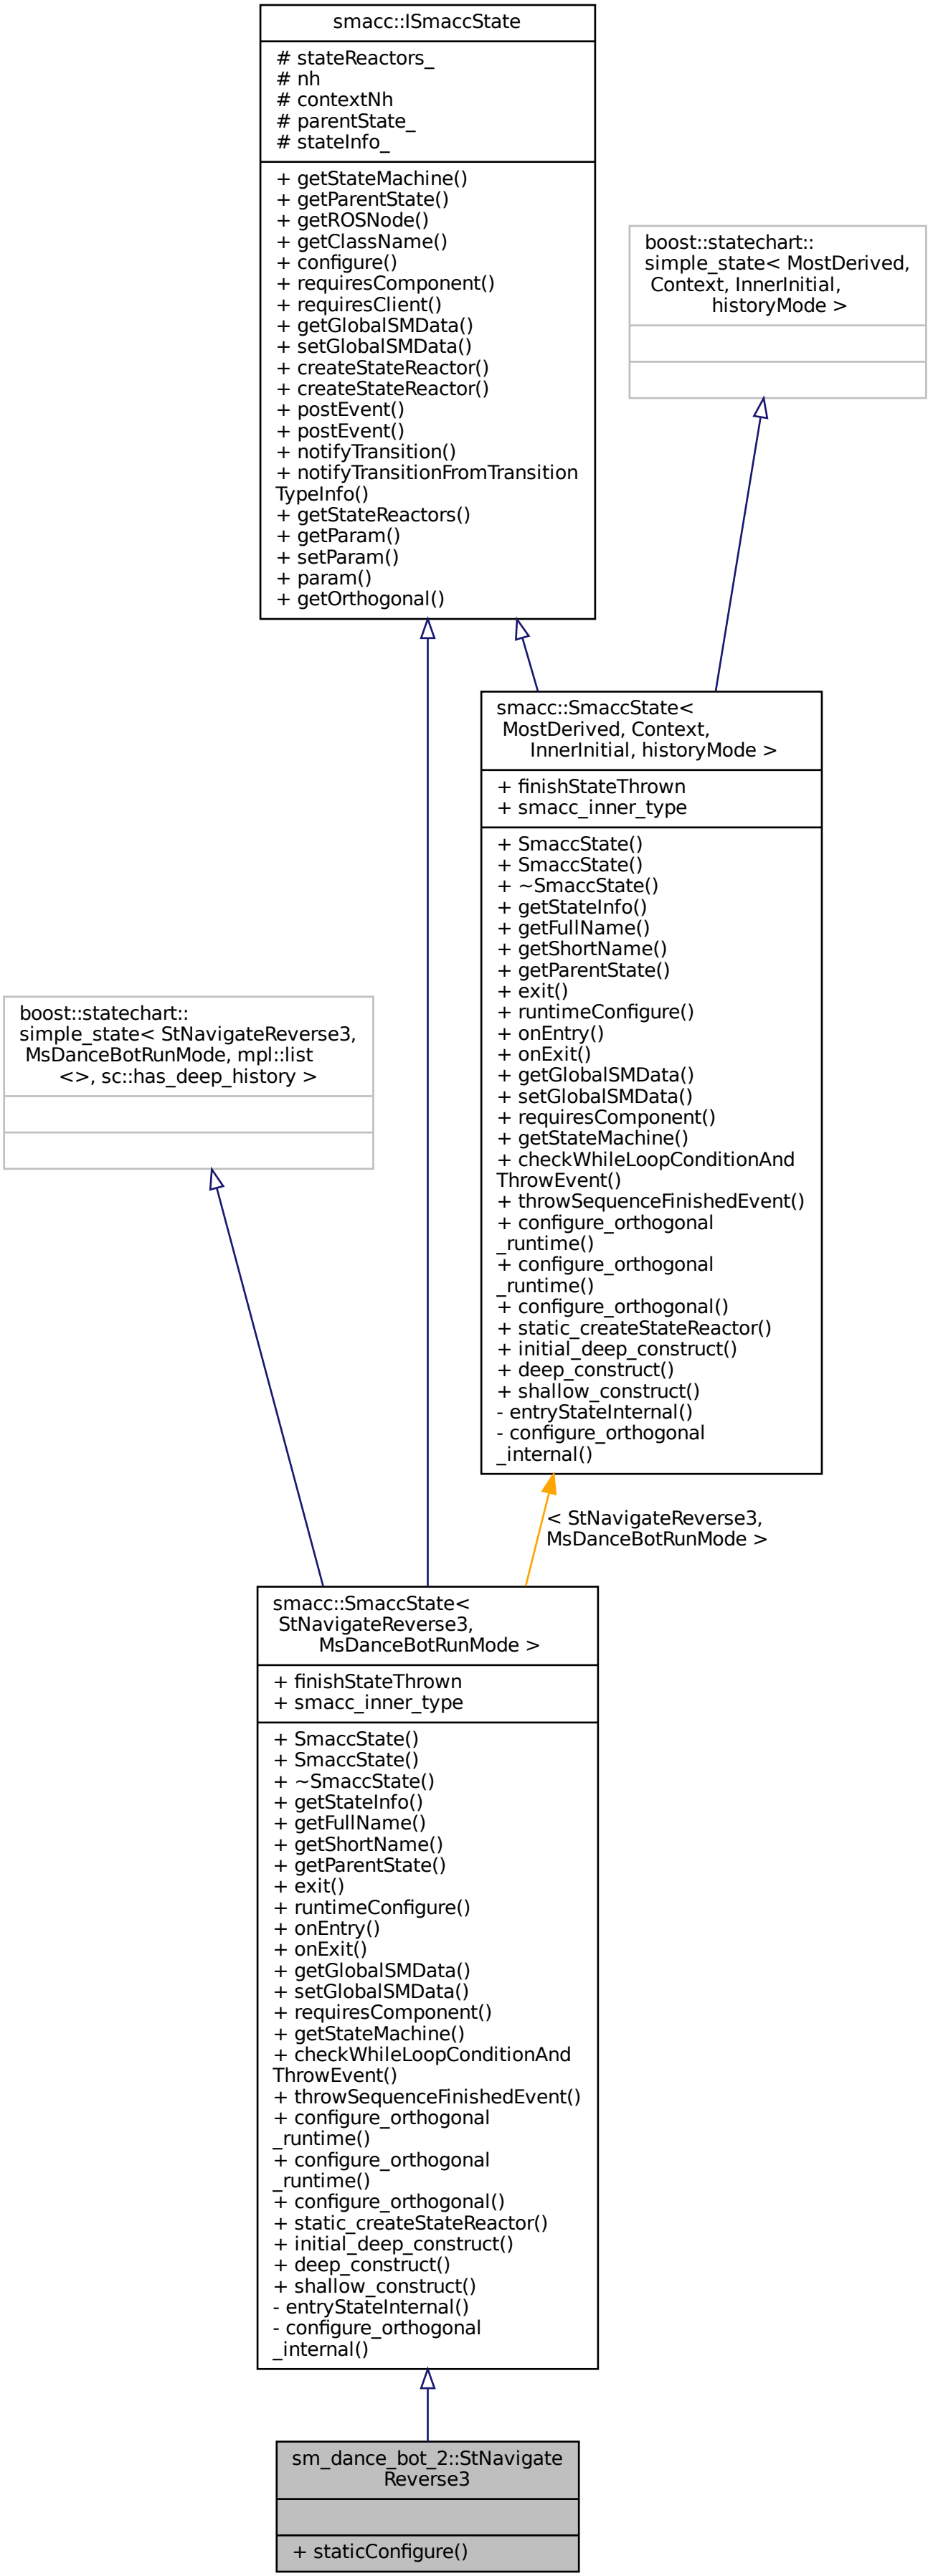 smacc::ISmaccState
# stateReactors_
# nh
# contextNh
# parentState_
# stateInfo_
+ getStateMachine()
+ getParentState()
+ getROSNode()
+ getClassName()
+ configure()
+ requiresComponent()
+ requiresClient()
+ getGlobalSMData()
+ setGlobalSMData()
+ createStateReactor()
+ createStateReactor()
+ postEvent()
+ postEvent()
+ notifyTransition()
+ notifyTransitionFromTransition
TypeInfo()
+ getStateReactors()
+ getParam()
+ setParam()
+ param()
+ getOrthogonal()
boost::statechart::
simple_state< MostDerived,
Context, InnerInitial,
historyMode >
smacc::SmaccState<
MostDerived, Context,
InnerInitial, historyMode >
+ finishStateThrown
+ smacc_inner_type
+ SmaccState()
+ SmaccState()
+ ~SmaccState()
+ getStateInfo()
+ getFullName()
+ getShortName()
+ getParentState()
+ exit()
+ runtimeConfigure()
+ onEntry()
+ onExit()
+ getGlobalSMData()
+ setGlobalSMData()
+ requiresComponent()
+ getStateMachine()
+ checkWhileLoopConditionAnd
ThrowEvent()
+ throwSequenceFinishedEvent()
+ configure_orthogonal
_runtime()
+ configure_orthogonal
_runtime()
+ configure_orthogonal()
+ static_createStateReactor()
+ initial_deep_construct()
+ deep_construct()
+ shallow_construct()
- entryStateInternal()
- configure_orthogonal
_internal()
boost::statechart::
simple_state< StNavigateReverse3,
MsDanceBotRunMode, mpl::list
<>, sc::has_deep_history >
< StNavigateReverse3,
MsDanceBotRunMode >
smacc::SmaccState<
StNavigateReverse3,
MsDanceBotRunMode >
+ finishStateThrown
+ smacc_inner_type
+ SmaccState()
+ SmaccState()
+ ~SmaccState()
+ getStateInfo()
+ getFullName()
+ getShortName()
+ getParentState()
+ exit()
+ runtimeConfigure()
+ onEntry()
+ onExit()
+ getGlobalSMData()
+ setGlobalSMData()
+ requiresComponent()
+ getStateMachine()
+ checkWhileLoopConditionAnd
ThrowEvent()
+ throwSequenceFinishedEvent()
+ configure_orthogonal
_runtime()
+ configure_orthogonal
_runtime()
+ configure_orthogonal()
+ static_createStateReactor()
+ initial_deep_construct()
+ deep_construct()
+ shallow_construct()
- entryStateInternal()
- configure_orthogonal
_internal()
sm_dance_bot_2::StNavigate
Reverse3
+ staticConfigure()